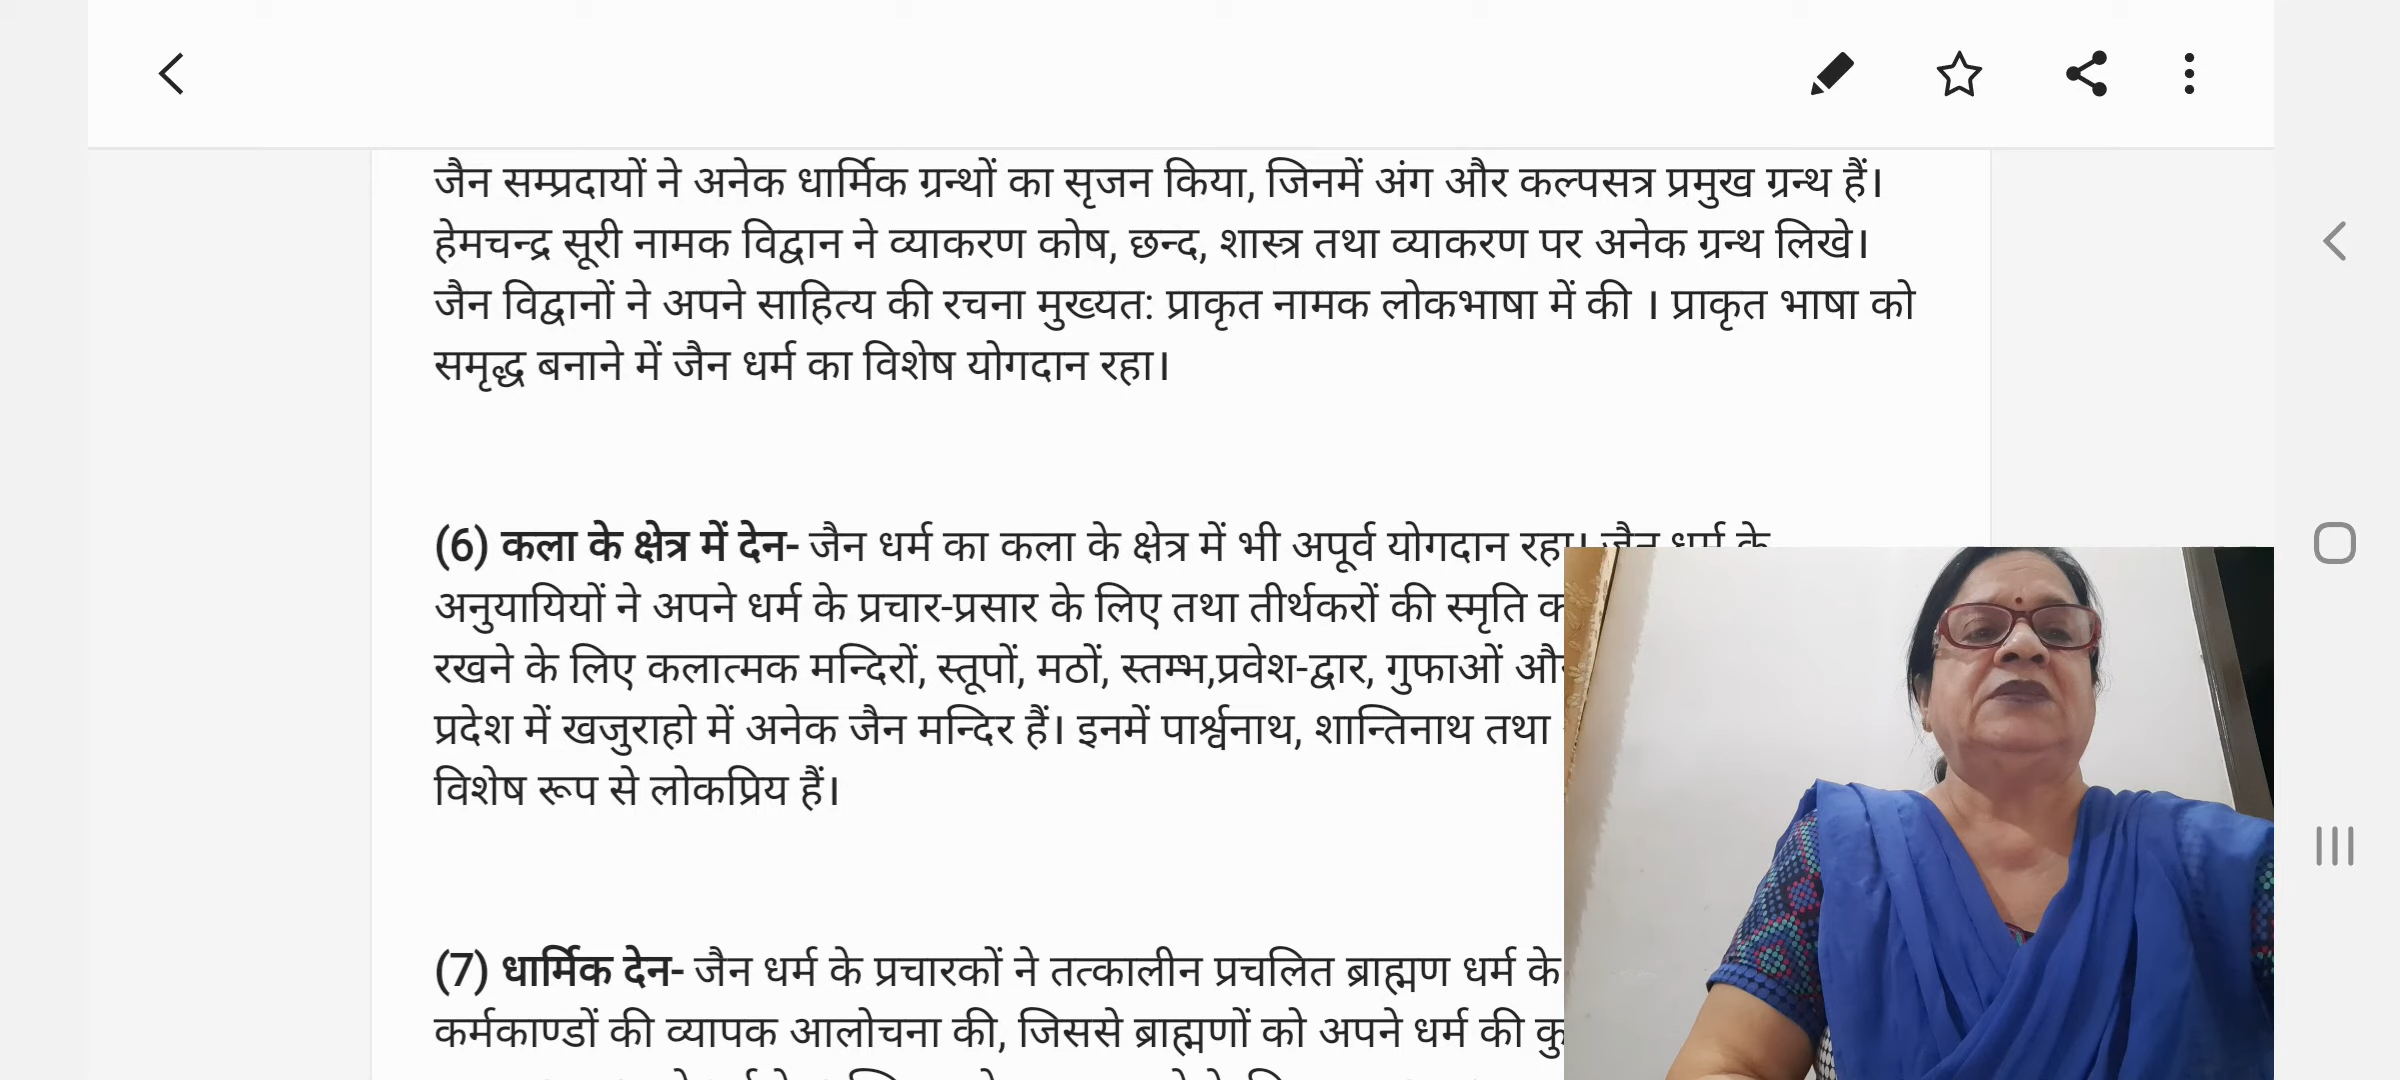 जैन सम्प्रदायों ने अनेक धार्मिक ग्रन्थों का सृजन किया, जिनमें अंग और कल्पसत्र प्रमुख ग्रन्थ हैं।
हेमचन्द्र सूरी नामक विद्वान ने व्याकरण कोष, छन्द, शास्त्र तथा व्याकरण पर अनेक ग्रन्थ लिखे।
जैन विद्वानों ने अपने साहित्य की रचना मुख्यत: प्राकृत नामक लोकभाषा में की । प्राकृत भाषा को
समृद्ध बनाने में जैन धर्म का विशेष योगदान रहा।
(6) कला के क्षेत्र में देन- जैन धर्म का कला के क्षेत्र में भी अपूर्व योगदान रहा। जैन धर्म के
अनुयायियों ने अपने धर्म के प्रचार-प्रसार के लिए तथा तीर्थकरों की स्मृति
रखने के लिए कलात्मक मन्दिरों, स्तूपों, मठों, स्तम्भ,प्रवेश-द्वार, गुफाओं
प्रदेश में खजुराहो में अनेक जैन मन्दिर हैं। इनमें पार्श्वनाथ, शान्तिनाथ तथा
विशेष रूप से लोकप्रिय हैं।
(7) धार्मिक देन- जैन धर्म के प्रचारकों ने तत्कालीन प्रचलित ब्राह्मण धर्म के
कर्मकाण्डों की व्यापक आलोचना की, जिससे ब्राह्मणों को अपने धर्म की